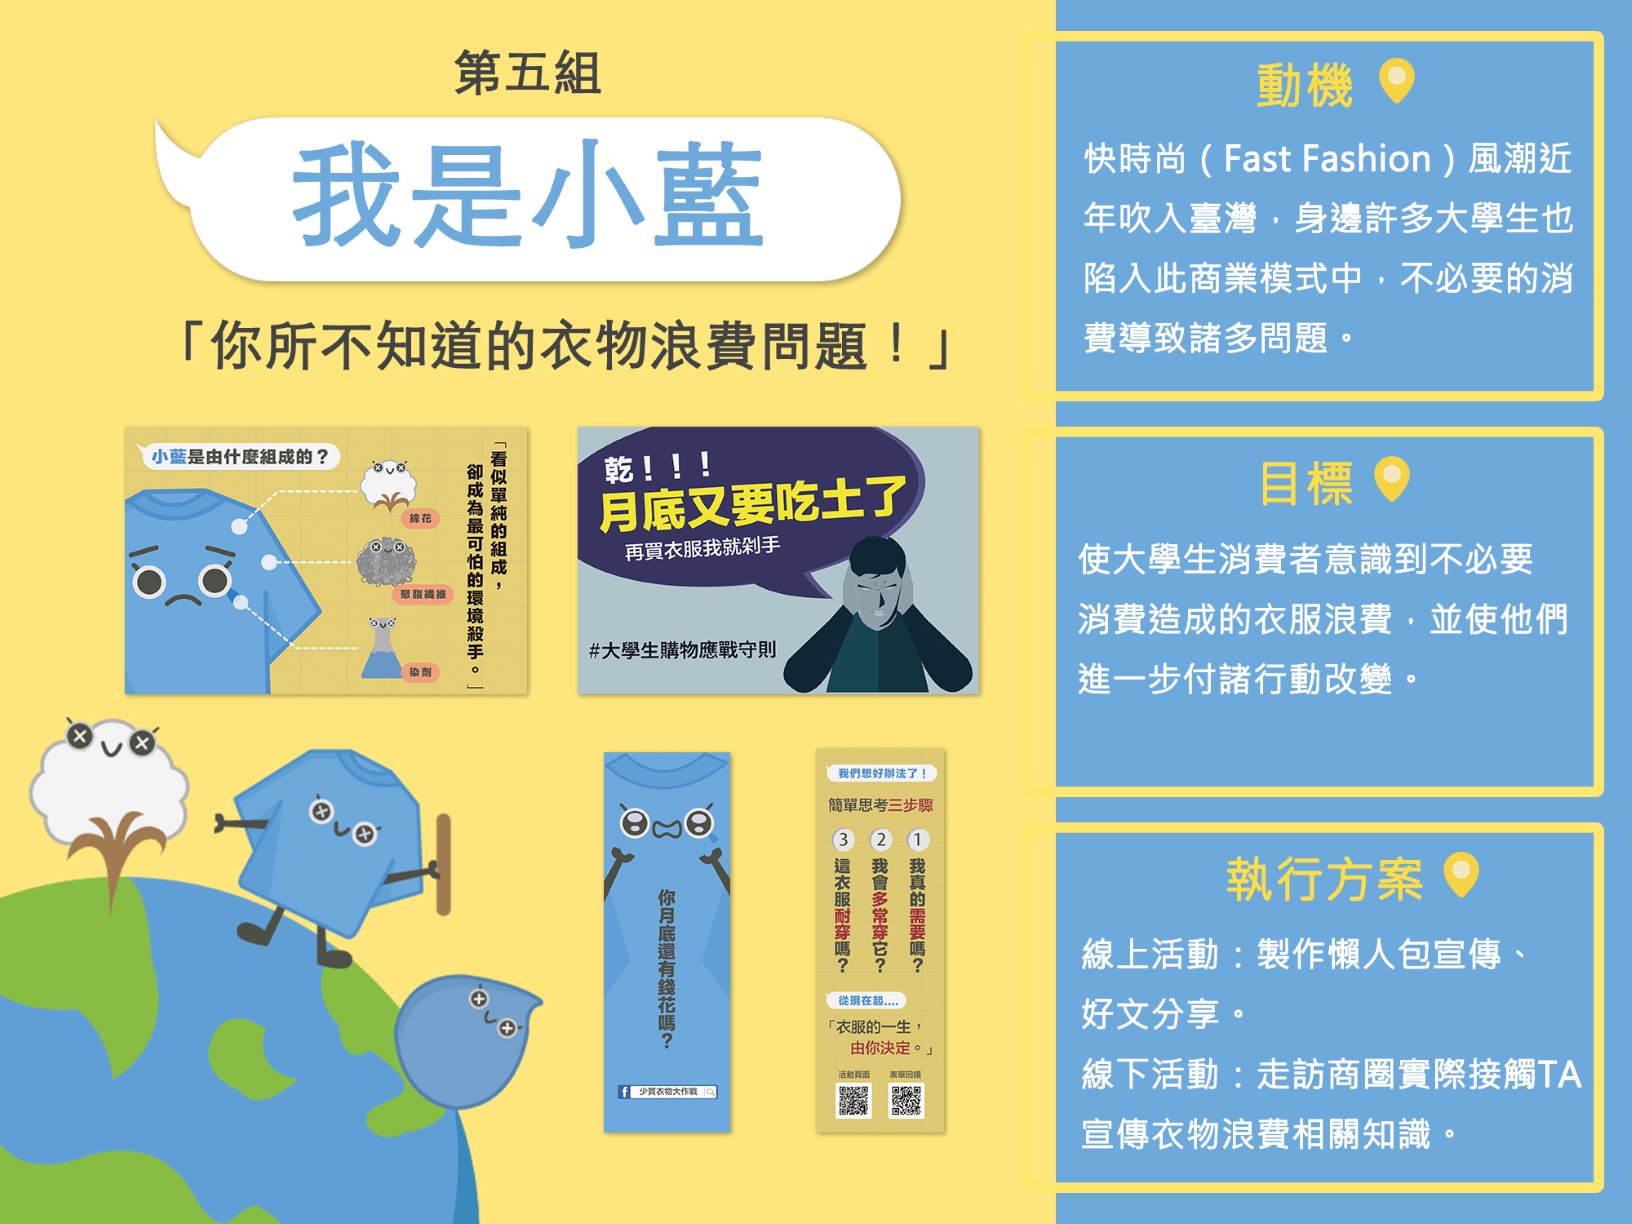 第五組
我是小藍
「你所不知道的衣物浪費問題！」
小藍是由什麼組成的？
綿花
聚脂纖維
染劑
「看似單純的組成，
卻成為最可怕的環境殺手。」
乾！！！
月底又要吃土了
再買衣服我就剁手
#大學生購物應戰守則
你月底還有錢花嗎？
少買衣物大作戰
我們想好辦法了！
簡單思考三步驟
1
我真的需要嗎？
2
我會多常穿它？
3
這衣服耐穿嗎？
從現在起....
「衣服的一生，
由你決定。」
活動頁面
表單回饋
動機
快時尚（Fast Fashion）風潮近
年吹入臺灣，身邊許多大學生也
陷入此商業模式中，不必要的消
費導致諸多問題。
目標
使大學生消費者意識到不必要
消費造成的衣服浪費，並使他們
進一步付諸行動改變。
執行方案
線上活動：製作懶人包宣傳、
好文分享。
線下活動：走訪商圈實際接觸TA
宣傳衣物浪費相關知識。